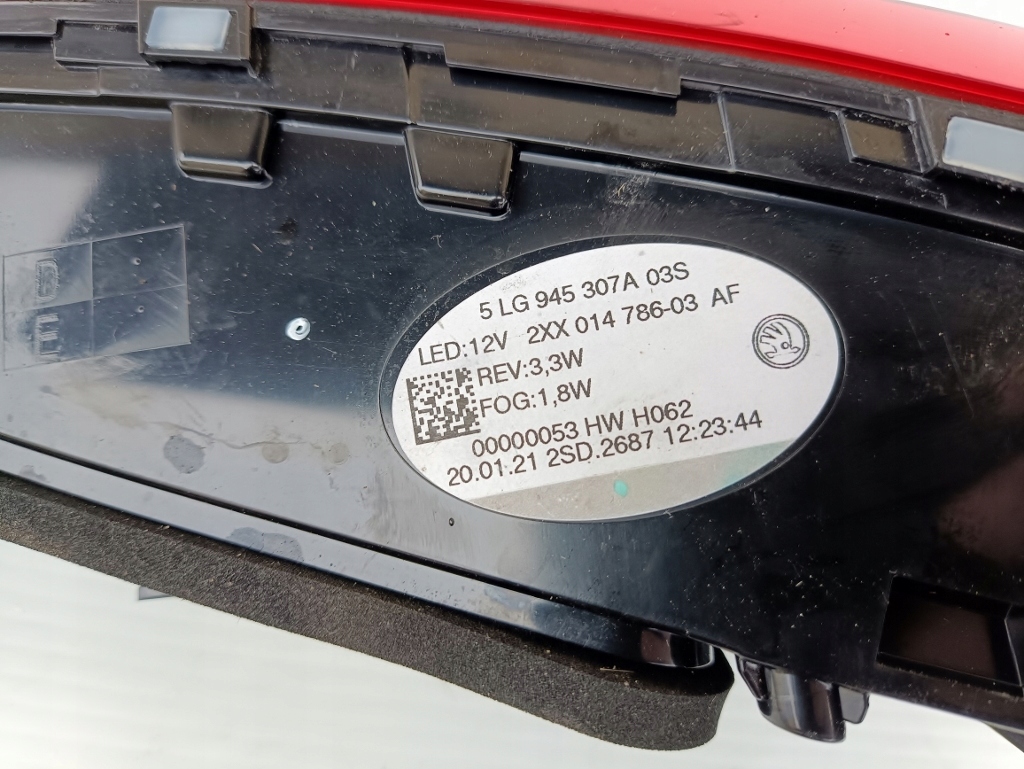 5 LG 945 307A 03S
LED:12V 2XX 014 786-03 AF
REV:3,3W
FOG:1,8W
00000053 HW H062
20.01.21 2SD.2687 12:23:44